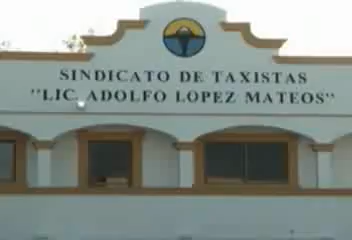 SINDICATO DE TAXISTAS
"LIC. ADOLFO LOPEZ MATEOS"